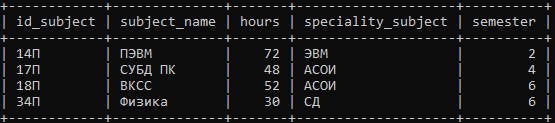 id_subject | subject_name | hours | speciality_subject | semester
14П | ПЭВМ | 72 | ЭВМ | 2
17П | СУБД ПК | 48 | АСОИ | 4
18П | ВКСС | 52 | АСОИ | 6
34П | Физика | 30 | СД | 6